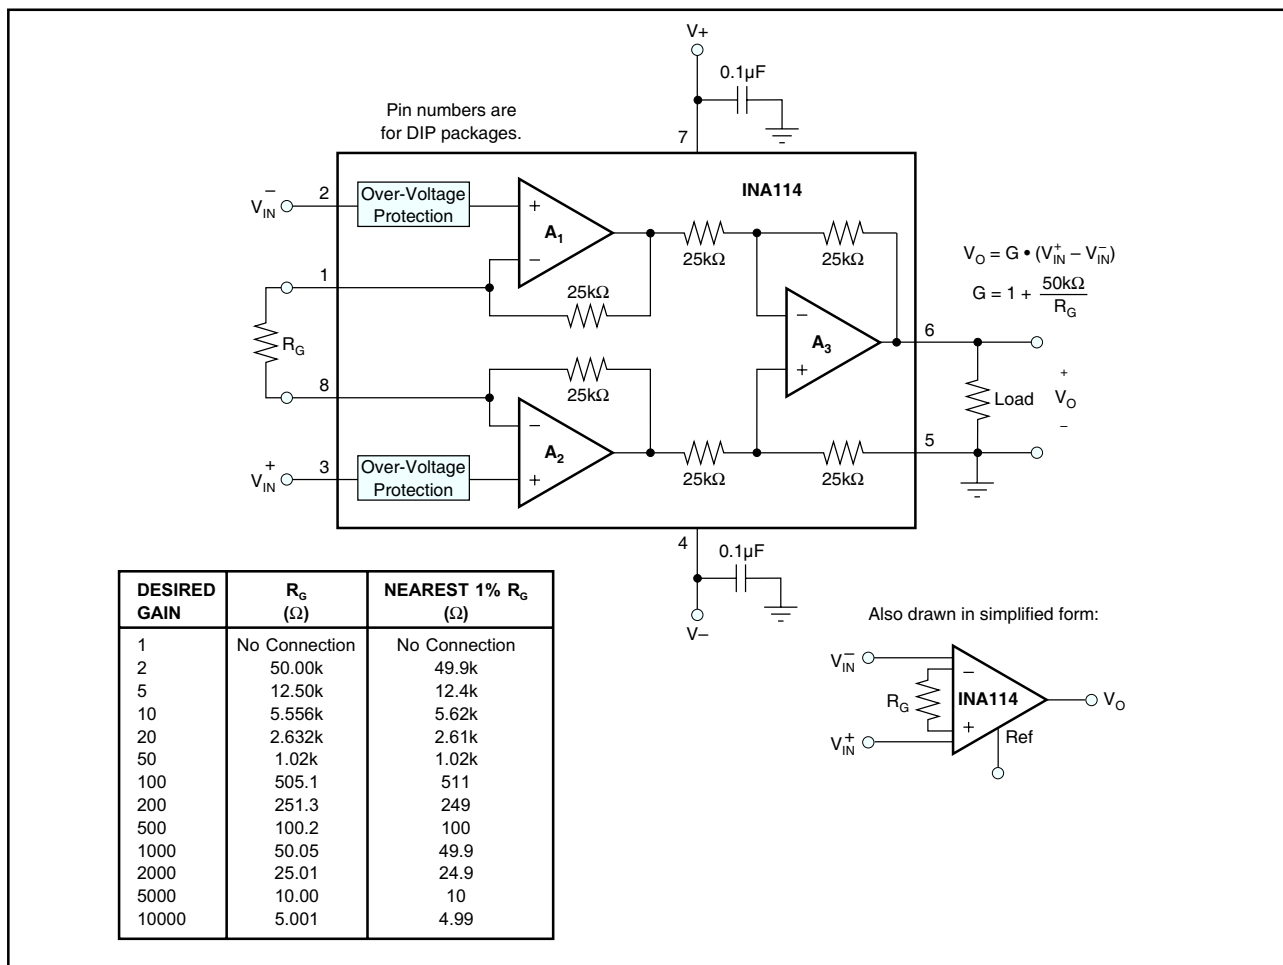 V+
0.1µF
Pin numbers are
for DIP packages.
7
INA114
V−IN
2
Over-Voltage
Protection
+
A1
−
25kΩ
25kΩ
1
25kΩ
RG
−
A3
+
6
VO = G • (V+IN – V−IN)
G = 1 + 50kΩ
RG
8
25kΩ
−
A2
+
Load
+
VO
–
V+IN
3
Over-Voltage
Protection
25kΩ
25kΩ
5
4
0.1µF
V–
DESIRED GAIN RG (Ω) NEAREST 1% RG (Ω)
1 No Connection No Connection
2 50.00k 49.9k
5 12.50k 12.4k
10 5.556k 5.62k
20 2.632k 2.61k
50 1.02k 1.02k
100 505.1 511
200 251.3 249
500 100.2 100
1000 50.05 49.9
2000 25.01 24.9
5000 10.00 10
10000 5.001 4.99
Also drawn in simplified form:
V−IN
−
RG
INA114
VO
+
V+IN
Ref